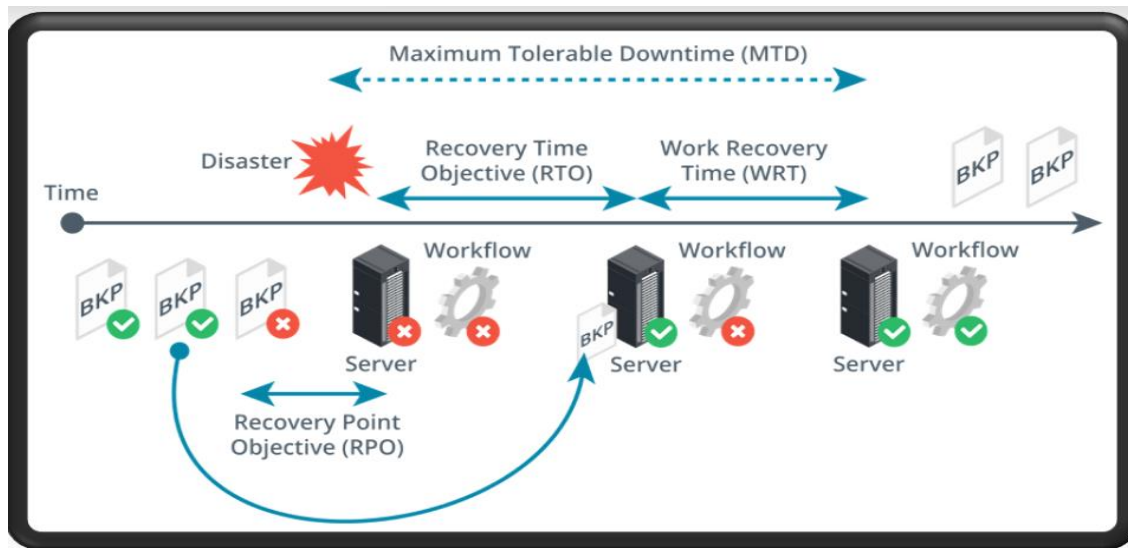 Maximum Tolerable Downtime (MTD)
Disaster
Recovery Time
Objective (RTO)
Work Recovery
Time (WRT)
BKP
BKP
Time
Workflow
Workflow
Workflow
BKP
BKP
BKP
BKP
Server
Server
Server
Recovery Point
Objective (RPO)